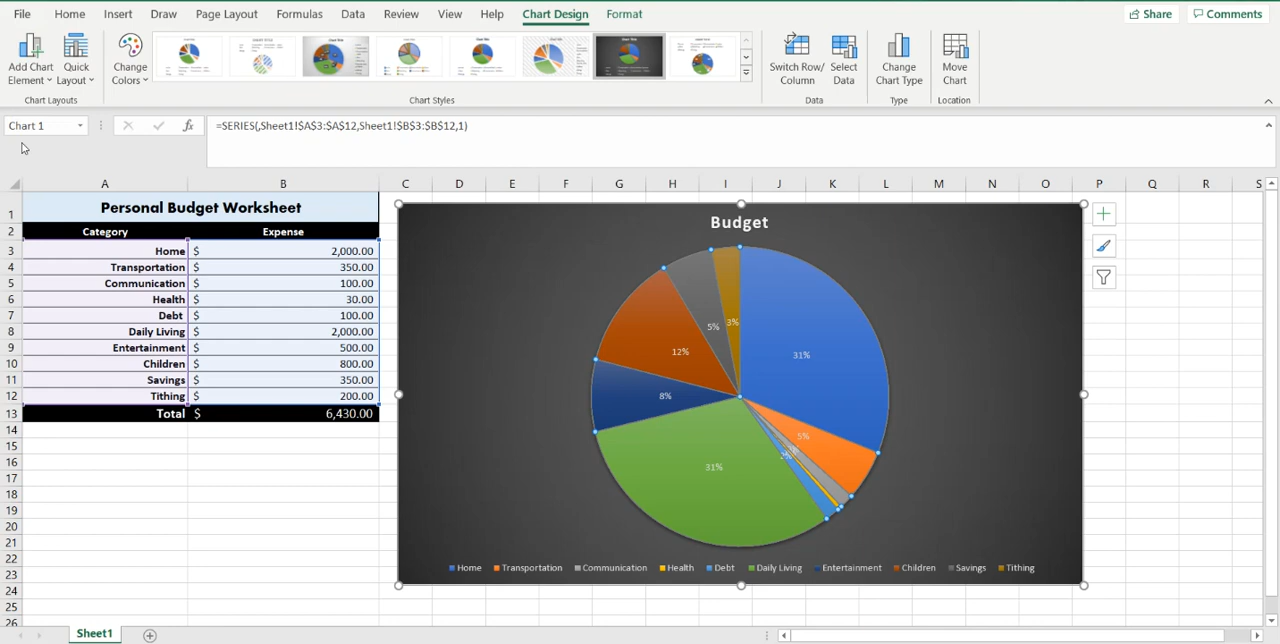 File Home Insert Draw Page Layout Formulas Data Review View Help Chart Design Format Share Comments
Add Chart Element
Quick Layout
Change Colors
Switch Row/ Column
Select Data
Change Chart Type
Move Chart
Chart Layouts Chart Styles Data Type Location
Chart 1 fx =SERIES(,Sheet1!$A$3:$A$12,Sheet1!$B$3:$B$12,1)
A B C D E F G H I J K L M N O P Q R S
1 Personal Budget Worksheet
2 Category Expense
3 Home $ 2,000.00
4 Transportation $ 350.00
5 Communication $ 100.00
6 Health $ 30.00
7 Debt $ 100.00
8 Daily Living $ 2,000.00
9 Entertainment $ 500.00
10 Children $ 800.00
11 Savings $ 350.00
12 Tithing $ 200.00
13 Total $ 6,430.00
14
15
16
17
18
19
20
21
22
23
24
25
26
Budget
3%
5%
12%
31%
8%
5%
2%
31%
Home Transportation Communication Health Debt Daily Living Entertainment Children Savings Tithing
Sheet1